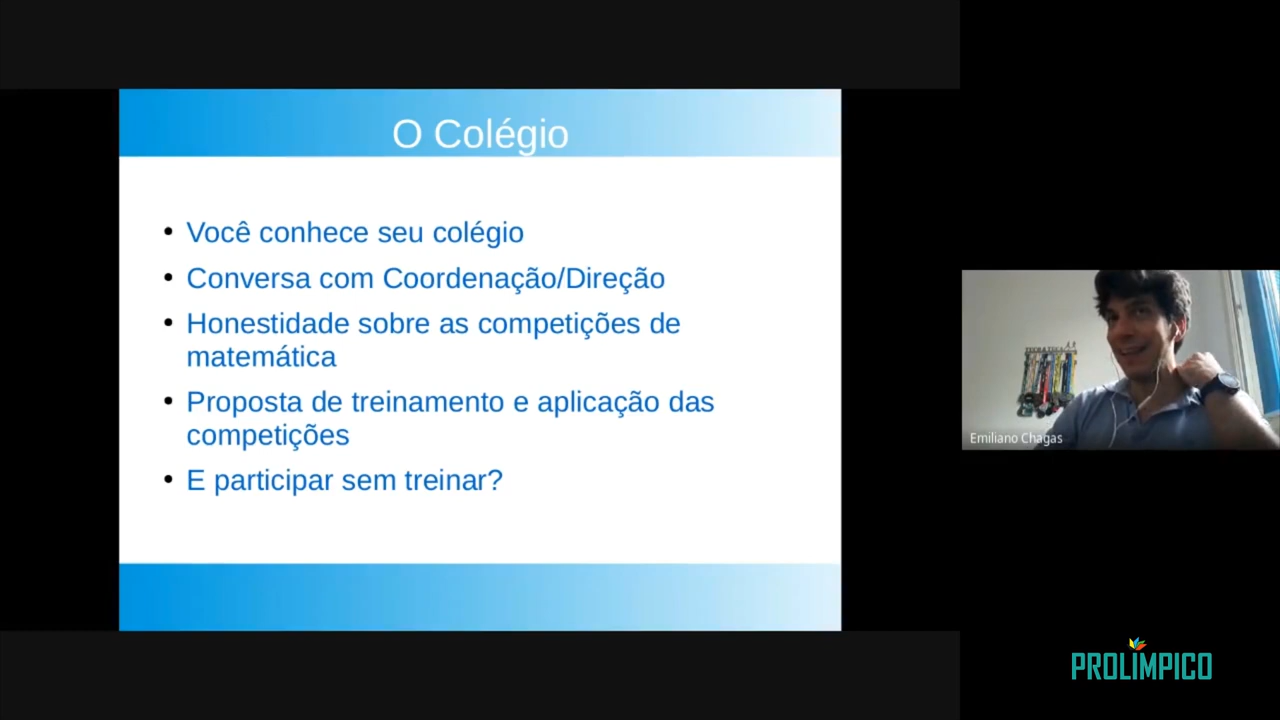 O Colégio
• Você conhece seu colégio
• Conversa com Coordenação/Direção
• Honestidade sobre as competições de
matemática
• Proposta de treinamento e aplicação das
competições
• E participar sem treinar?
Emiliano Chagas
PROLÍMPICO